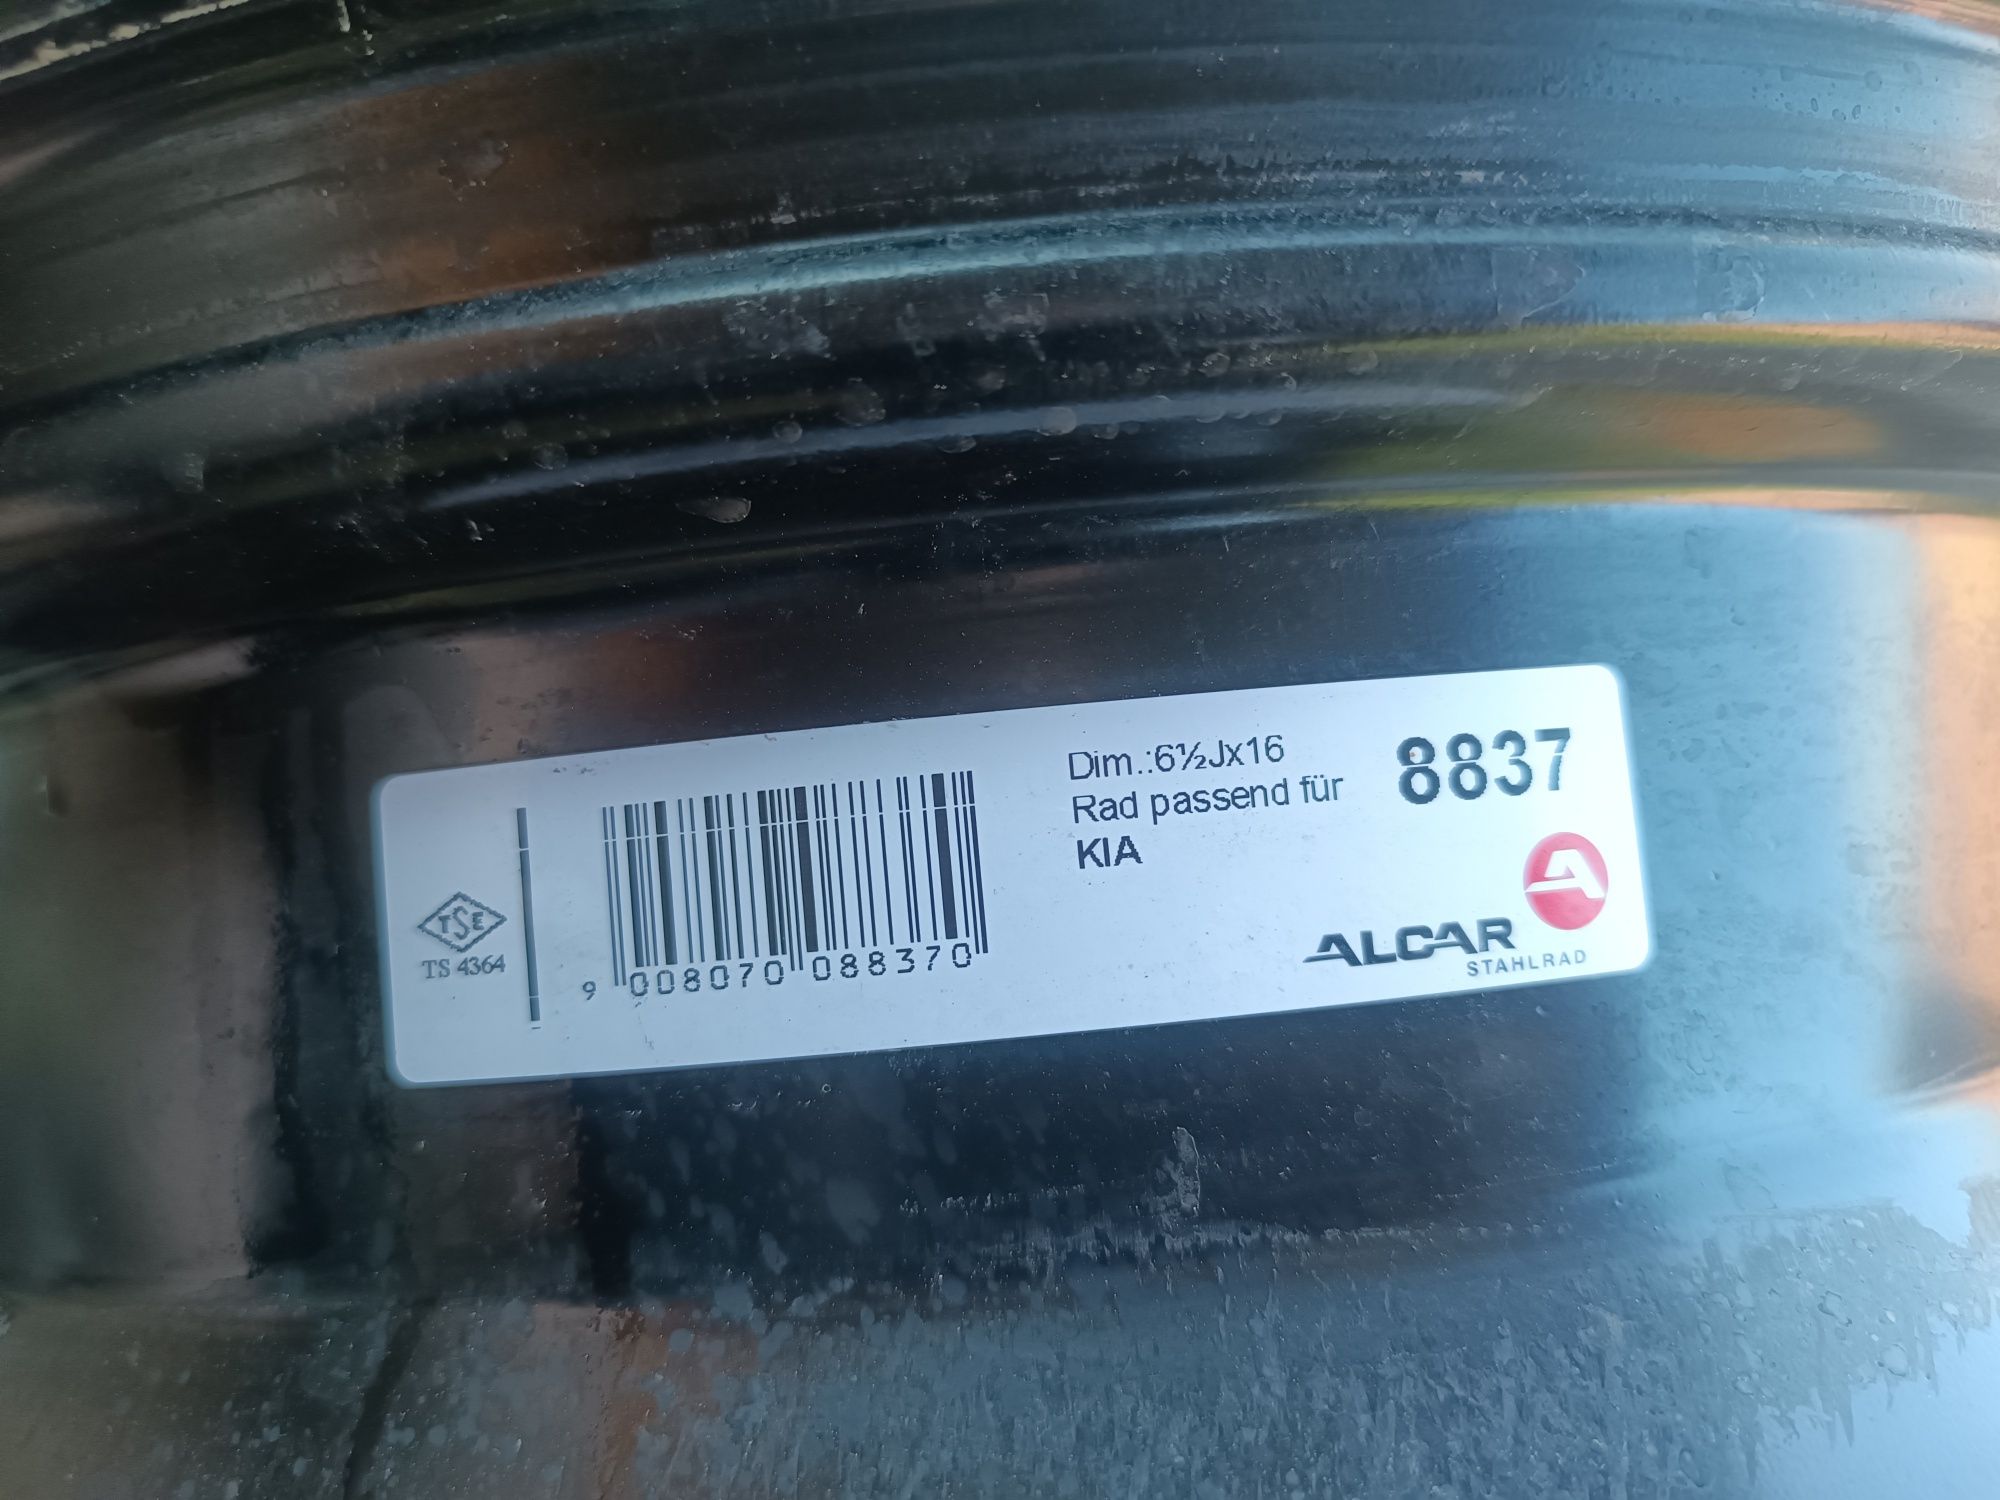 Dim.:6½Jx16
Rad passend für
KIA
8837
TSE
TS 4364
9 008070 088370
A
ALCAR
STAHLRAD